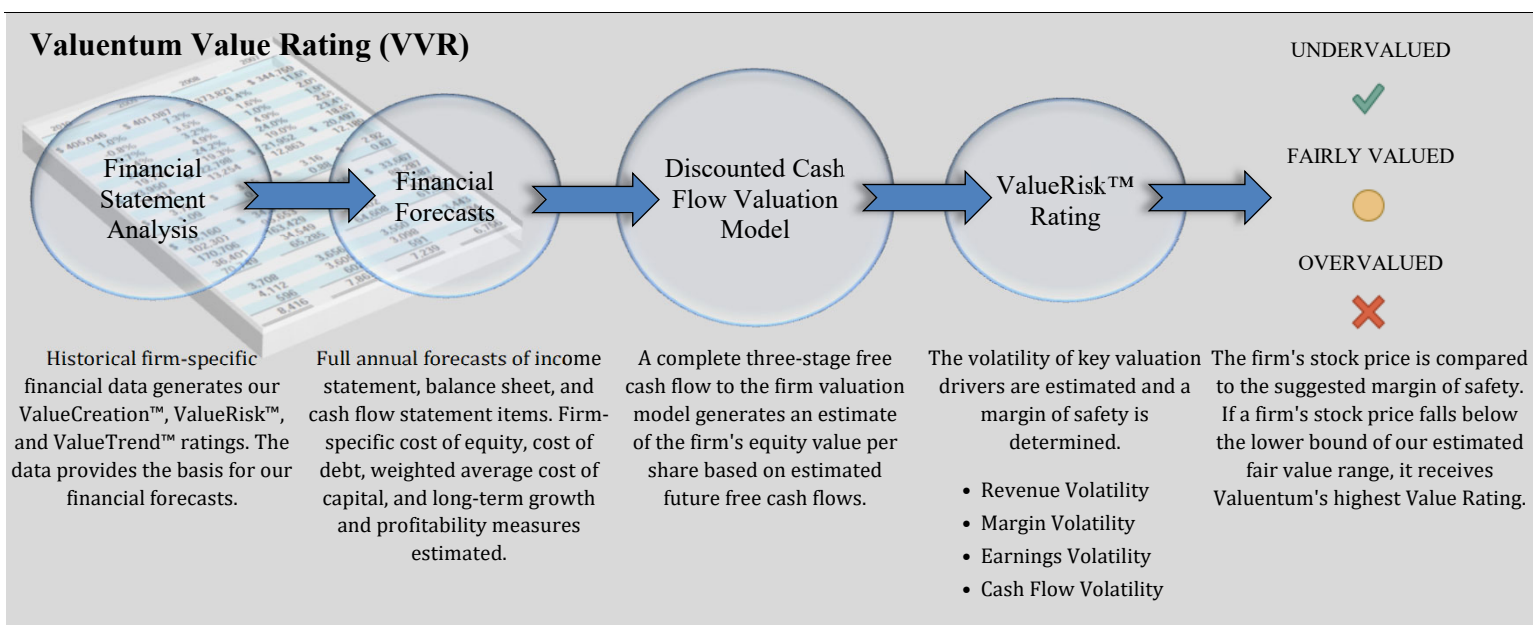 Valuentum Value Rating (VVR)
Financial
Statement
Analysis
Financial
Forecasts
Discounted Cash
Flow Valuation
Model
ValueRisk™
Rating
UNDERVALUED
FAIRLY VALUED
OVERVALUED
Historical firm-specific
financial data generates our
ValueCreation™, ValueRisk™,
and ValueTrend™ ratings. The
data provides the basis for our
financial forecasts.
Full annual forecasts of income
statement, balance sheet, and
cash flow statement items. Firm-
specific cost of equity, cost of
debt, weighted average cost of
capital, and long-term growth
and profitability measures
estimated.
A complete three-stage free
cash flow to the firm valuation
model generates an estimate
of the firm's equity value per
share based on estimated
future free cash flows.
The volatility of key valuation
drivers are estimated and a
margin of safety is
determined.
• Revenue Volatility
• Margin Volatility
• Earnings Volatility
• Cash Flow Volatility
The firm's stock price is compared
to the suggested margin of safety.
If a firm's stock price falls below
the lower bound of our estimated
fair value range, it receives
Valuentum's highest Value Rating.